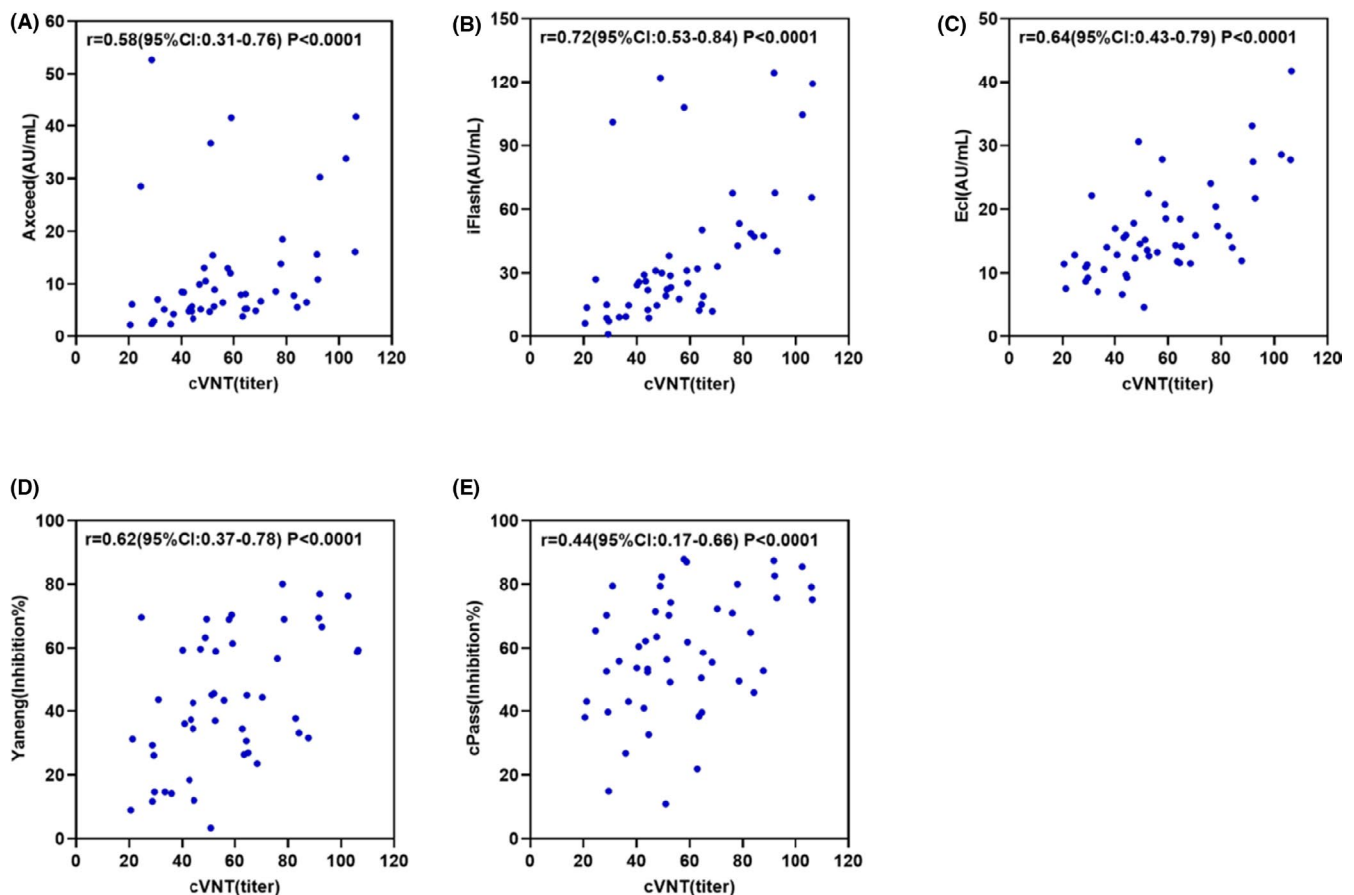 (A)
r=0.58(95%CI:0.31-0.76) P<0.0001
Axceed(AU/mL)
60
50
40
30
20
10
0
0 20 40 60 80 100 120
cVNT(titer)
(B)
r=0.72(95%CI:0.53-0.84) P<0.0001
iFlash(AU/mL)
150
120
90
60
30
0
0 20 40 60 80 100 120
cVNT(titer)
(C)
r=0.64(95%CI:0.43-0.79) P<0.0001
Ecl(AU/mL)
50
40
30
20
10
0
0 20 40 60 80 100 120
cVNT(titer)
(D)
r=0.62(95%CI:0.37-0.78) P<0.0001
Yaneng(Inhibition%)
100
80
60
40
20
0
0 20 40 60 80 100 120
cVNT(titer)
(E)
r=0.44(95%CI:0.17-0.66) P<0.0001
cPass(Inhibition%)
100
80
60
40
20
0
0 20 40 60 80 100 120
cVNT(titer)